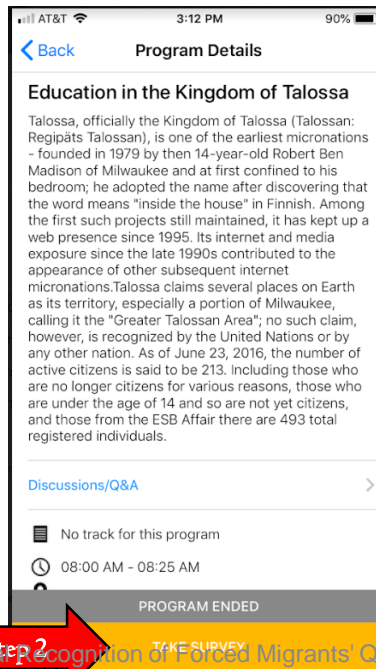 AT&T 3:12 PM 90%
Back Program Details
Education in the Kingdom of Talossa
Talossa, officially the Kingdom of Talossa (Talossan:
Regipäts Talossan), is one of the earliest micronations
- founded in 1979 by then 14-year-old Robert Ben
Madison of Milwaukee and at first confined to his
bedroom; he adopted the name after discovering that
the word means "inside the house" in Finnish. Among
the first such projects still maintained, it has kept up a
web presence since 1995. Its internet and media
exposure since the late 1990s contributed to the
appearance of other subsequent internet
micronations.Talossa claims several places on Earth
as its territory, especially a portion of Milwaukee,
calling it the "Greater Talossan Area"; no such claim,
however, is recognized by the United Nations or by
any other nation. As of June 23, 2016, the number of
active citizens is said to be 213. Including those who
are no longer citizens for various reasons, those who
are under the age of 14 and so are not yet citizens,
and those from the ESB Affair there are 493 total
registered individuals.
Discussions/Q&A
No track for this program
08:00 AM - 08:25 AM
PROGRAM ENDED
TAKE SURVEY
tep 2
Recognition of Forced Migrants' Q